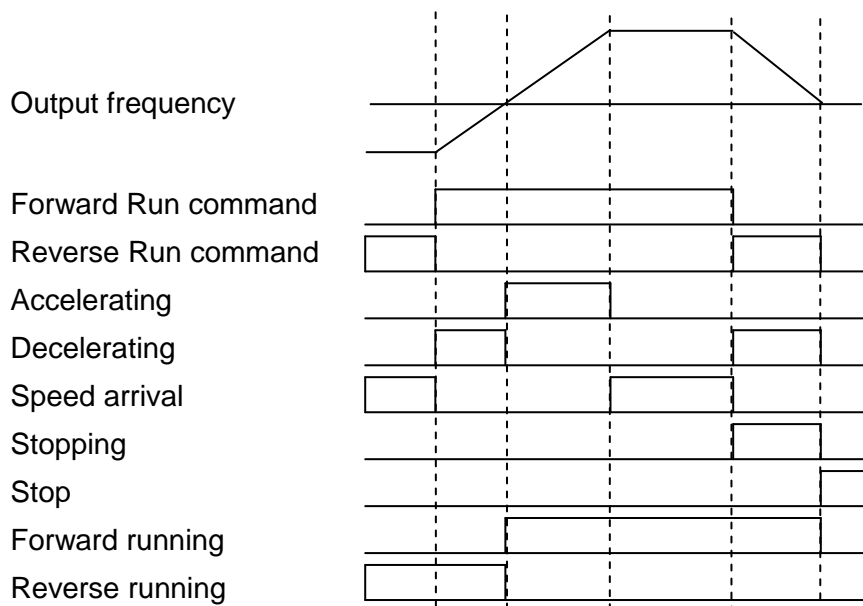 Output frequency
Forward Run command
Reverse Run command
Accelerating
Decelerating
Speed arrival
Stopping
Stop
Forward running
Reverse running